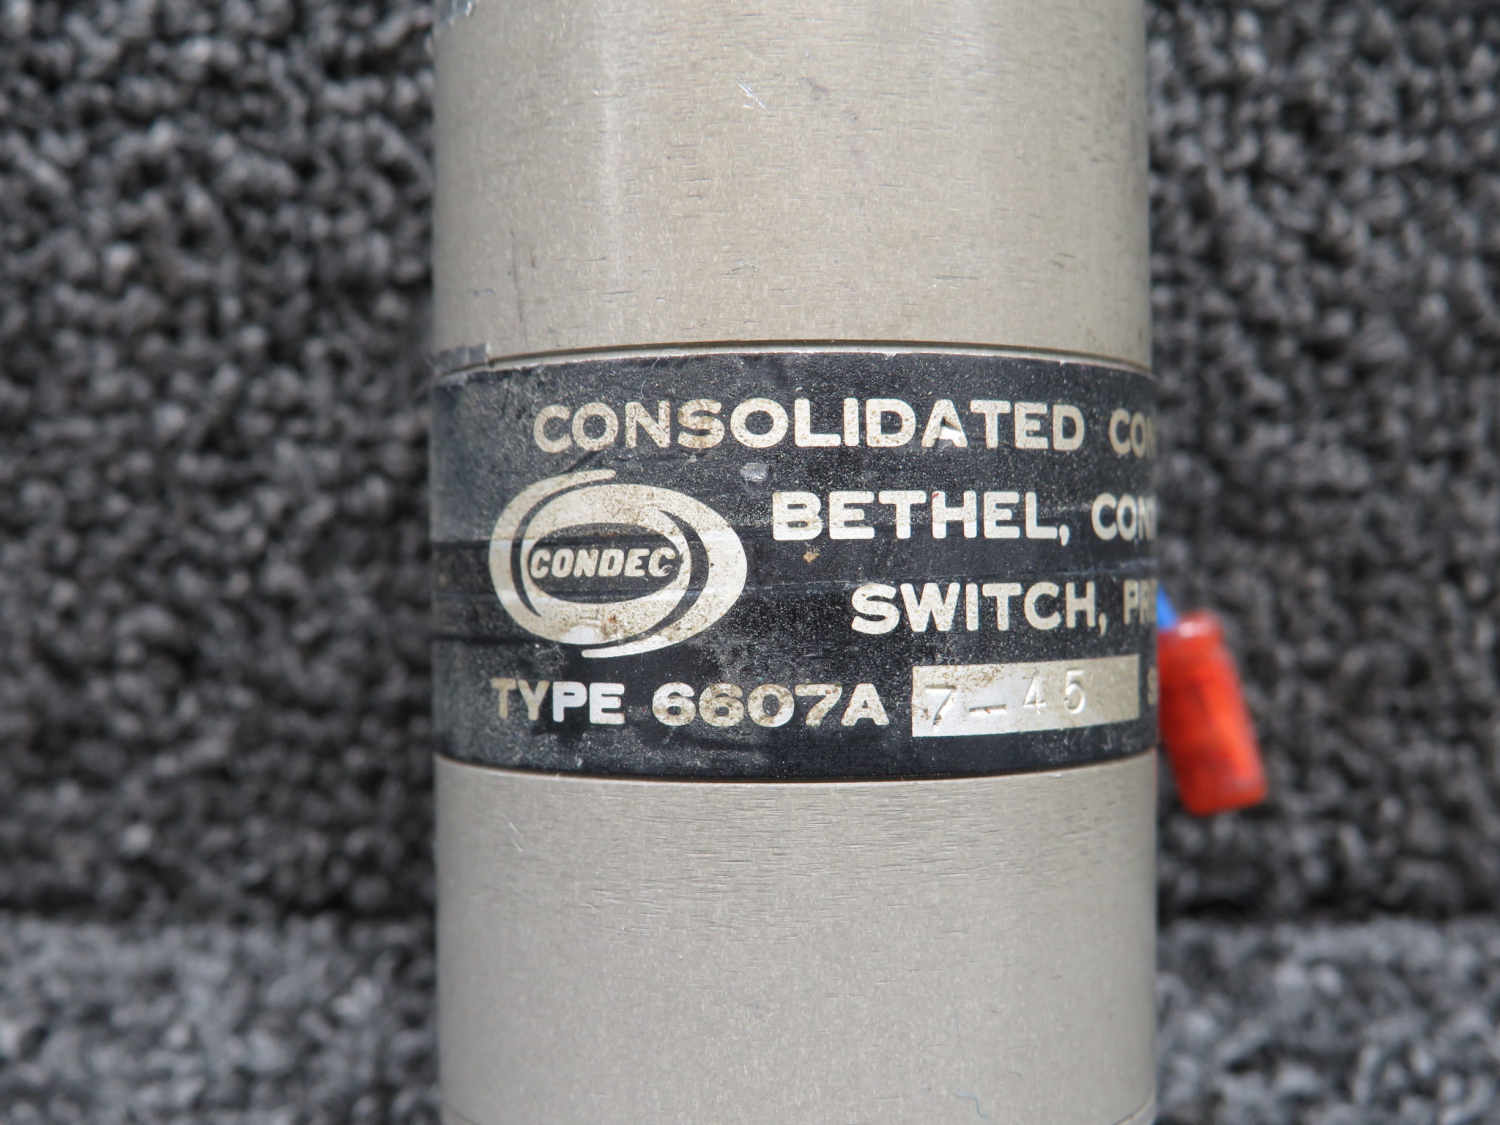 CONSOLIDATED
CONDEC
BETHEL,
SWITCH,
TYPE 6607A 7-45